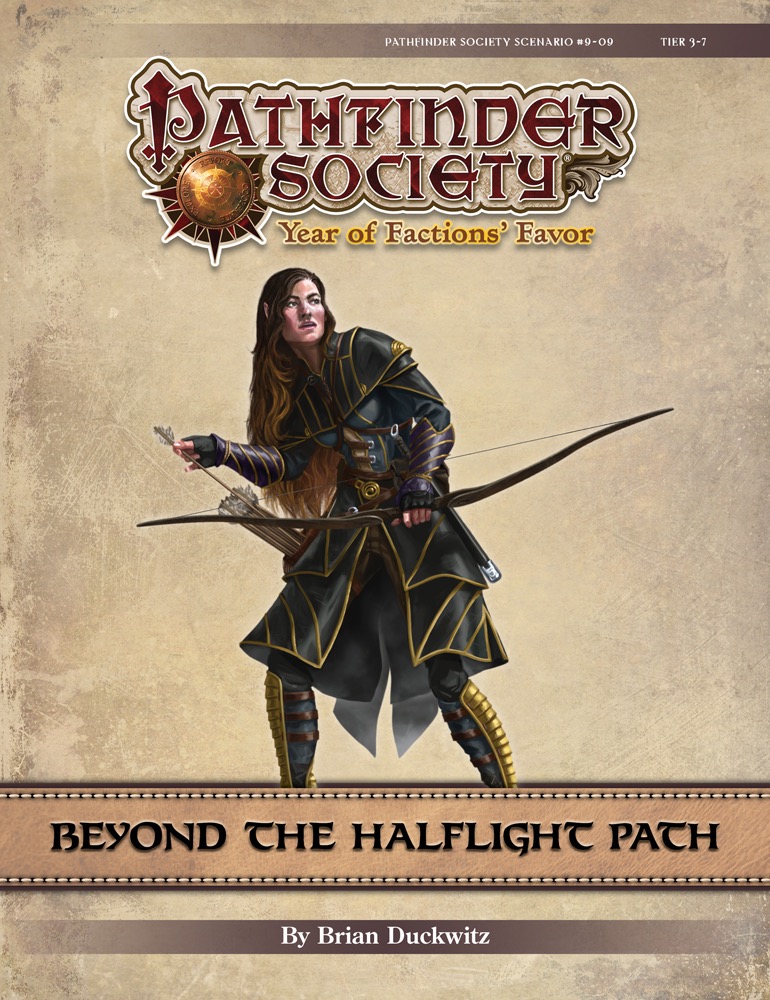 PATHFINDER SOCIETY SCENARIO #9-09 TIER 3-7
PATHFINDER
SOCIETY®
Year of Factions' Favor
BEYOND THE HALFLIGHT PATH
By Brian Duckwitz